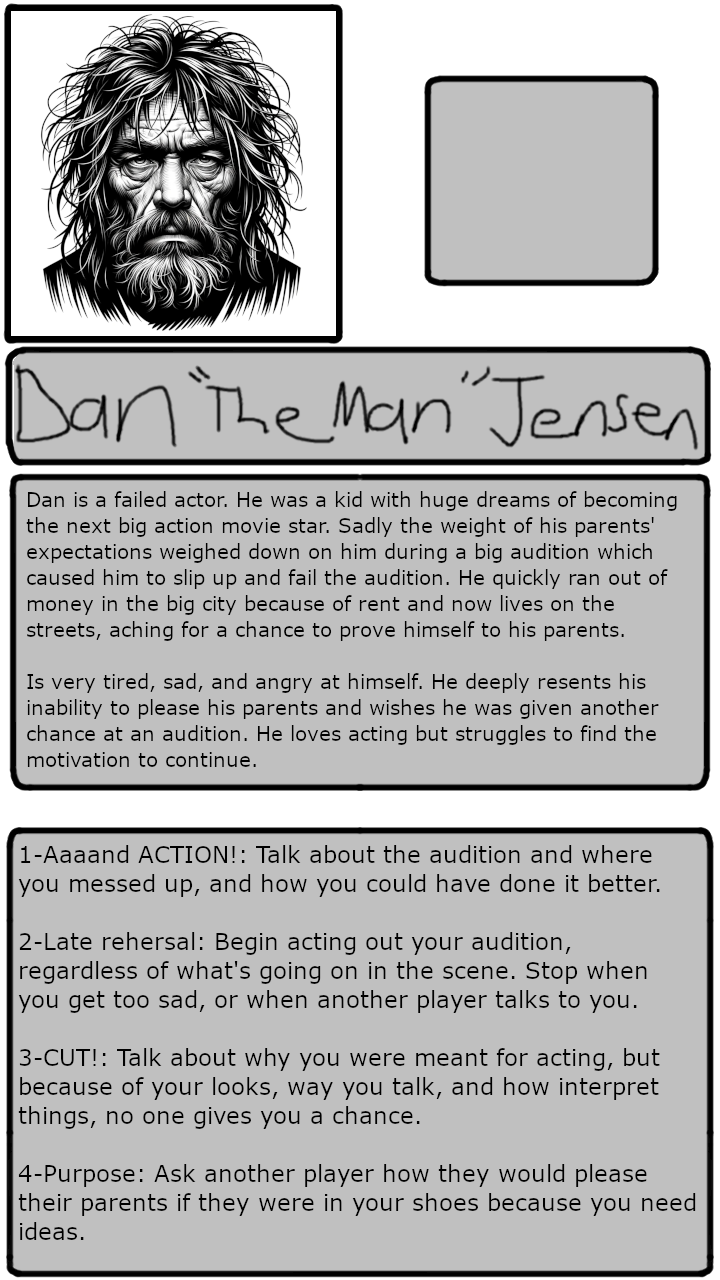 Dan "The Man" Jensen
Dan is a failed actor. He was a kid with huge dreams of becoming
the next big action movie star. Sadly the weight of his parents'
expectations weighed down on him during a big audition which
caused him to slip up and fail the audition. He quickly ran out of
money in the big city because of rent and now lives on the
streets, aching for a chance to prove himself to his parents.
Is very tired, sad, and angry at himself. He deeply resents his
inability to please his parents and wishes he was given another
chance at an audition. He loves acting but struggles to find the
motivation to continue.
1-Aaaand ACTION!: Talk about the audition and where
you messed up, and how you could have done it better.
2-Late rehersal: Begin acting out your audition,
regardless of what's going on in the scene. Stop when
you get too sad, or when another player talks to you.
3-CUT!: Talk about why you were meant for acting, but
because of your looks, way you talk, and how interpret
things, no one gives you a chance.
4-Purpose: Ask another player how they would please
their parents if they were in your shoes because you need
ideas.